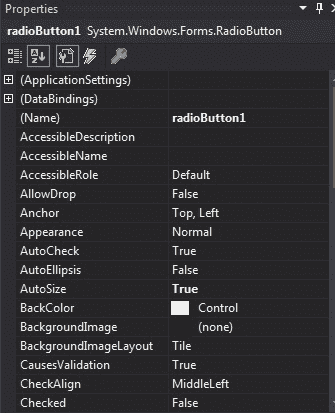 Properties
radioButton1 System.Windows.Forms.RadioButton
(ApplicationSettings)
(DataBindings)
(Name) radioButton1
AccessibleDescription
AccessibleName
AccessibleRole Default
AllowDrop False
Anchor Top, Left
Appearance Normal
AutoCheck True
AutoEllipsis False
AutoSize True
BackColor Control
BackgroundImage (none)
BackgroundImageLayout Tile
CausesValidation True
CheckAlign MiddleLeft
Checked False